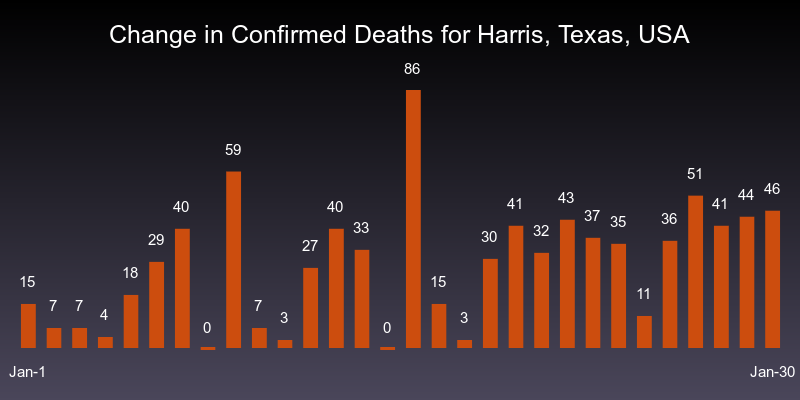 Change in Confirmed Deaths for Harris, Texas, USA
15 7 7 4 18 29 40 0 59 7 3 27 40 33 0 86 15 3 30 41 32 43 37 35 11 36 51 41 44 46
Jan-1 Jan-30